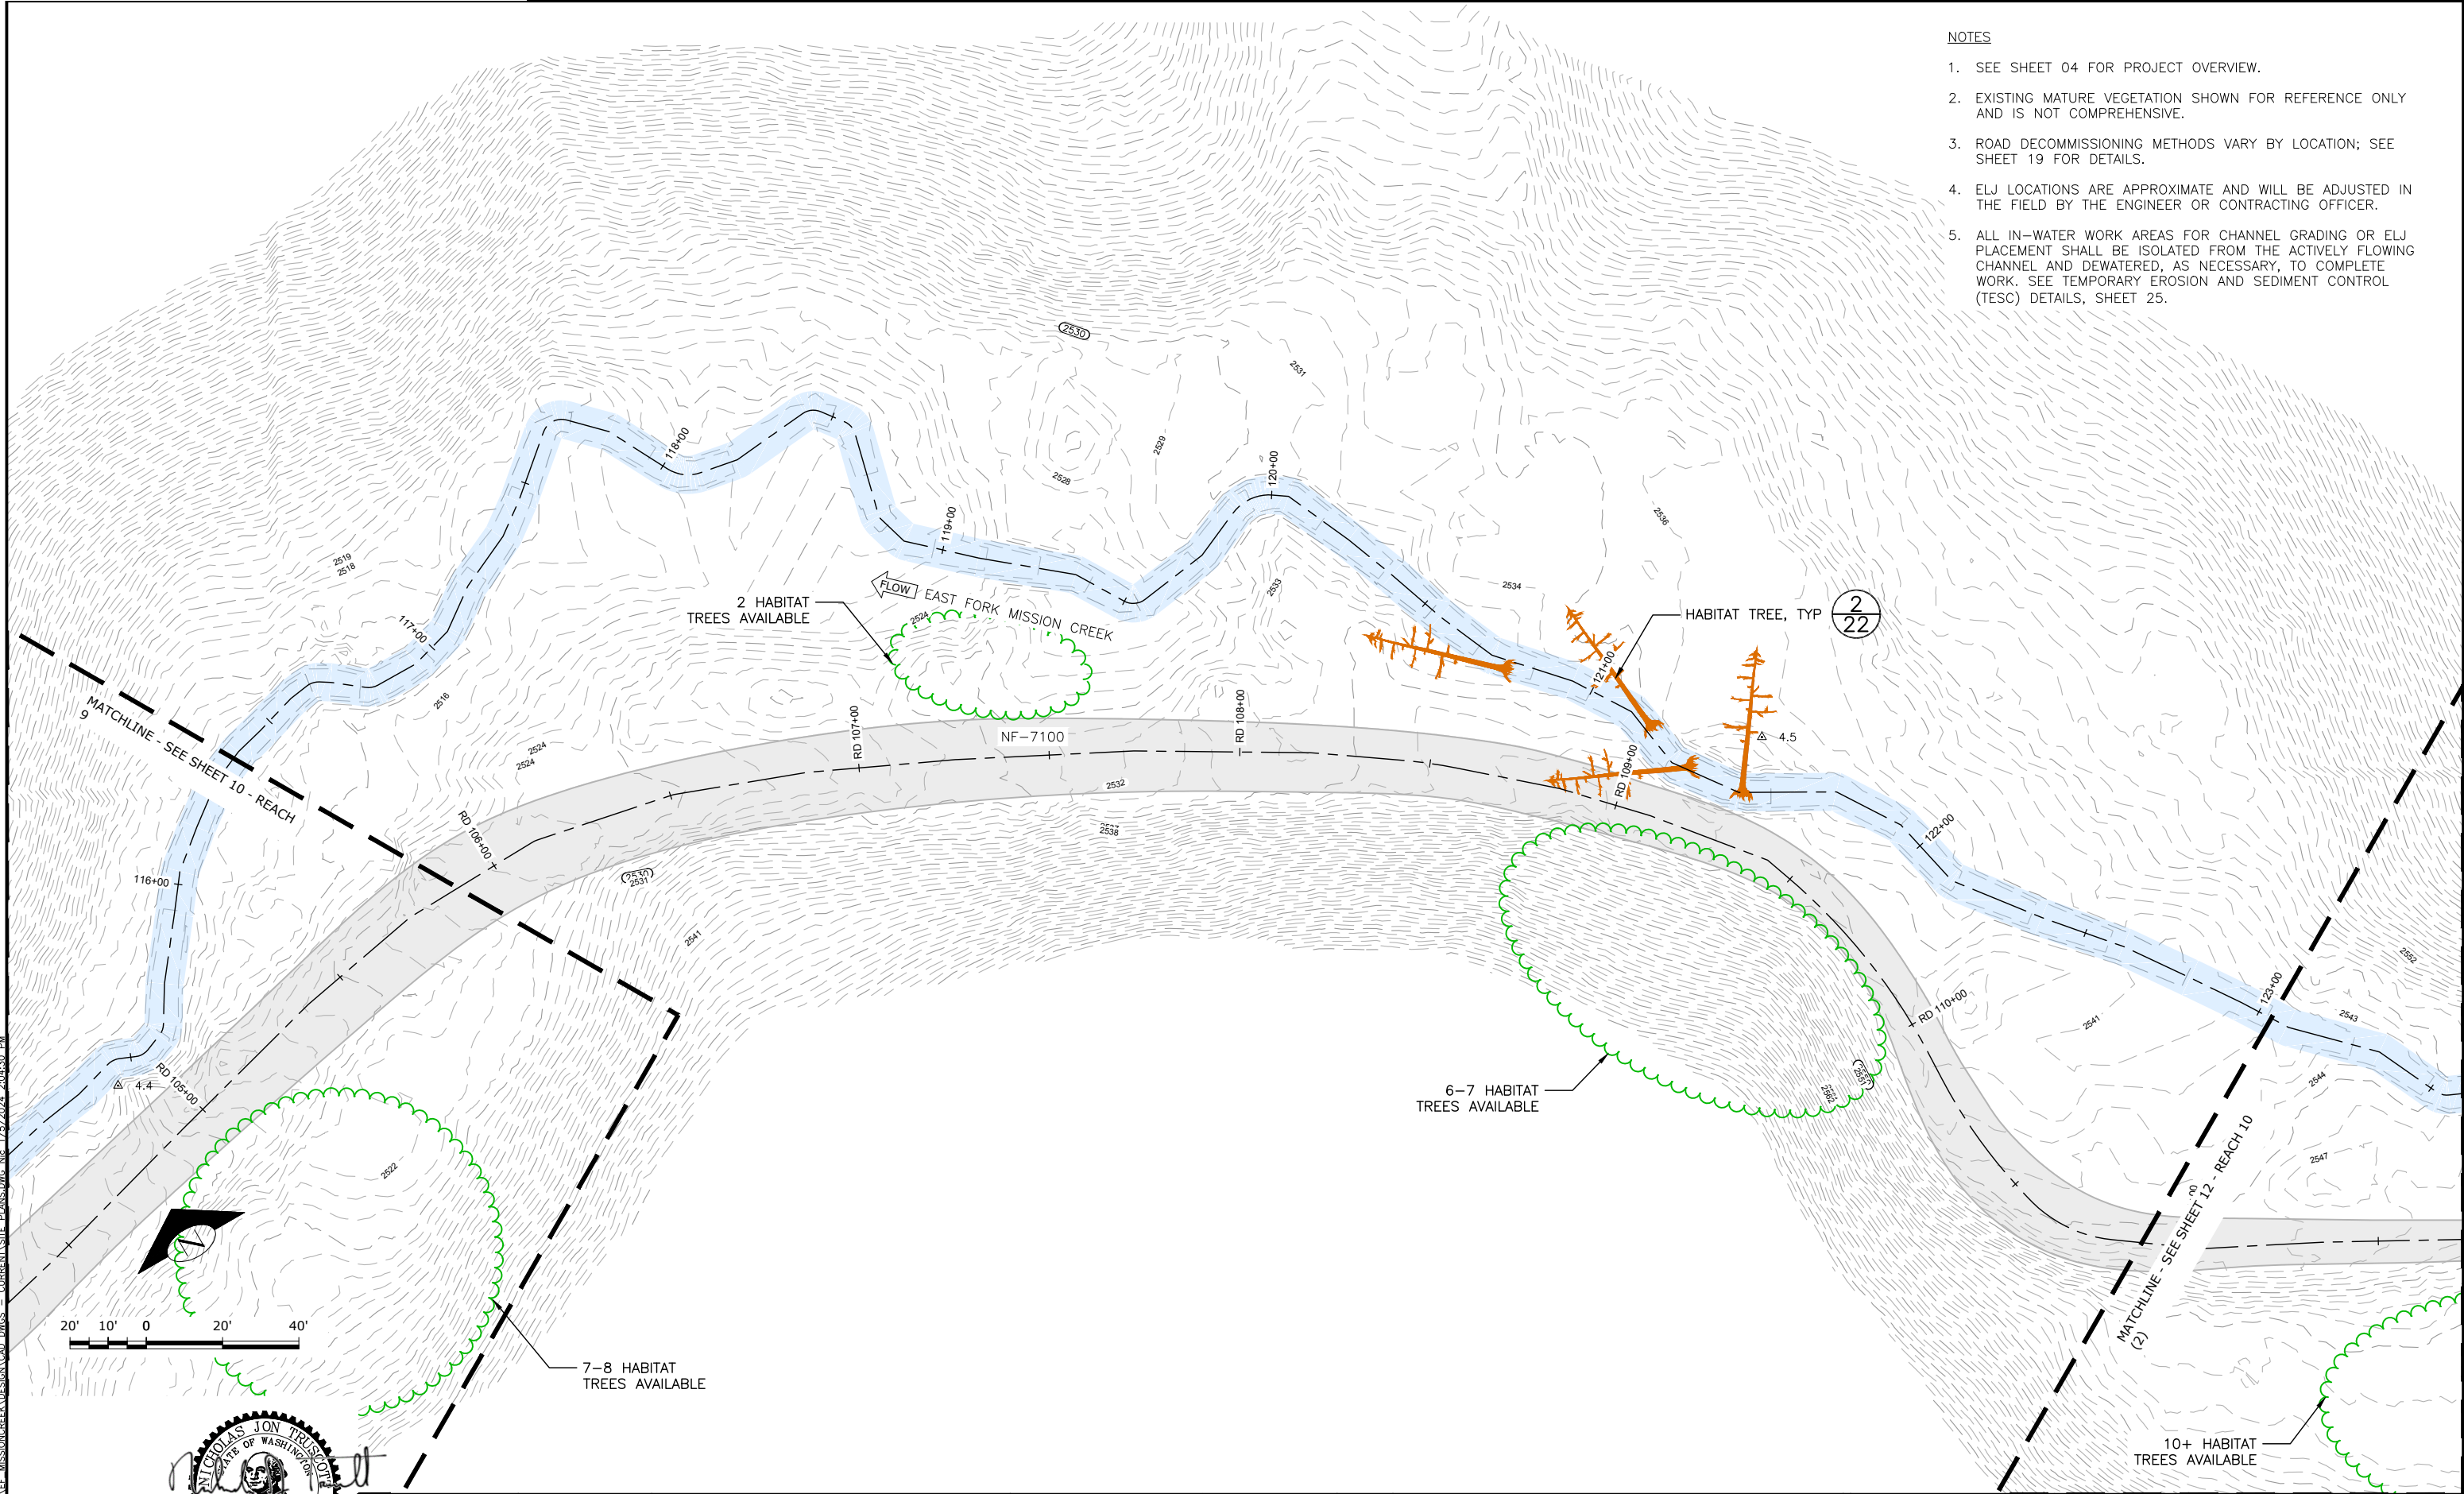 NOTES
1. SEE SHEET 04 FOR PROJECT OVERVIEW.
2. EXISTING MATURE VEGETATION SHOWN FOR REFERENCE ONLY
AND IS NOT COMPREHENSIVE.
3. ROAD DECOMMISSIONING METHODS VARY BY LOCATION; SEE
SHEET 19 FOR DETAILS.
4. ELJ LOCATIONS ARE APPROXIMATE AND WILL BE ADJUSTED IN
THE FIELD BY THE ENGINEER OR CONTRACTING OFFICER.
5. ALL IN-WATER WORK AREAS FOR CHANNEL GRADING OR ELJ
PLACEMENT SHALL BE ISOLATED FROM THE ACTIVELY FLOWING
CHANNEL AND DEWATERED, AS NECESSARY, TO COMPLETE
WORK. SEE TEMPORARY EROSION AND SEDIMENT CONTROL
(TESC) DETAILS, SHEET 25.
2530
2531
2529
2528
118+00
119+00
120+00
2536
2519
2518
2533
2534
2 HABITAT
TREES AVAILABLE
FLOW
EAST FORK MISSION CREEK
2524
HABITAT TREE, TYP
2
22
117+00
121+00
2516
MATCHLINE - SEE SHEET 10 - REACH
9
RD 107+00
NF-7100
RD 108+00
4.5
2524
2524
RD 109+00
2532
2538
RD 106+00
122+00
2530
2531
116+00
2541
2552
123+00
2543
RD 110+00
2541
2544
4.4
RD 105+00
6-7 HABITAT
TREES AVAILABLE
2551
2562
2522
2547
MATCHLINE - SEE SHEET 12 - REACH 10
(2)
N
20' 10' 0 20' 40'
7-8 HABITAT
TREES AVAILABLE
10+ HABITAT
TREES AVAILABLE
NICHOLAS JON TRUSCOTT
STATE OF WASHINGTON